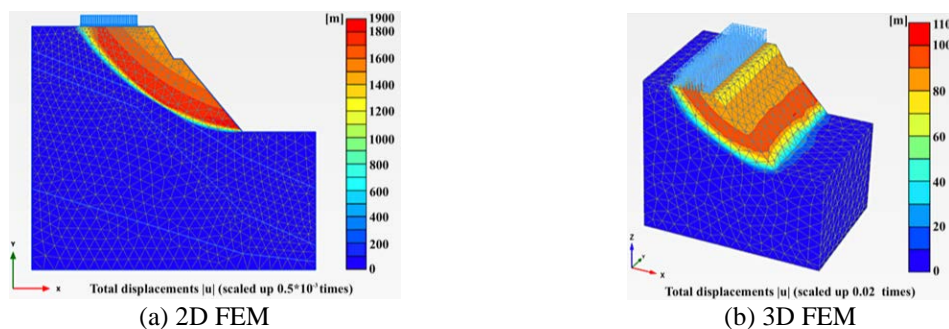 [m]
1900
1800
1600
1400
1200
1000
800
600
400
200
0
Y
X
Total displacements |u| (scaled up 0.5*10⁻³ times)
(a) 2D FEM
[m]
110
100
80
60
40
20
0
Z
Y
X
Total displacements |u| (scaled up 0.02 times)
(b) 3D FEM